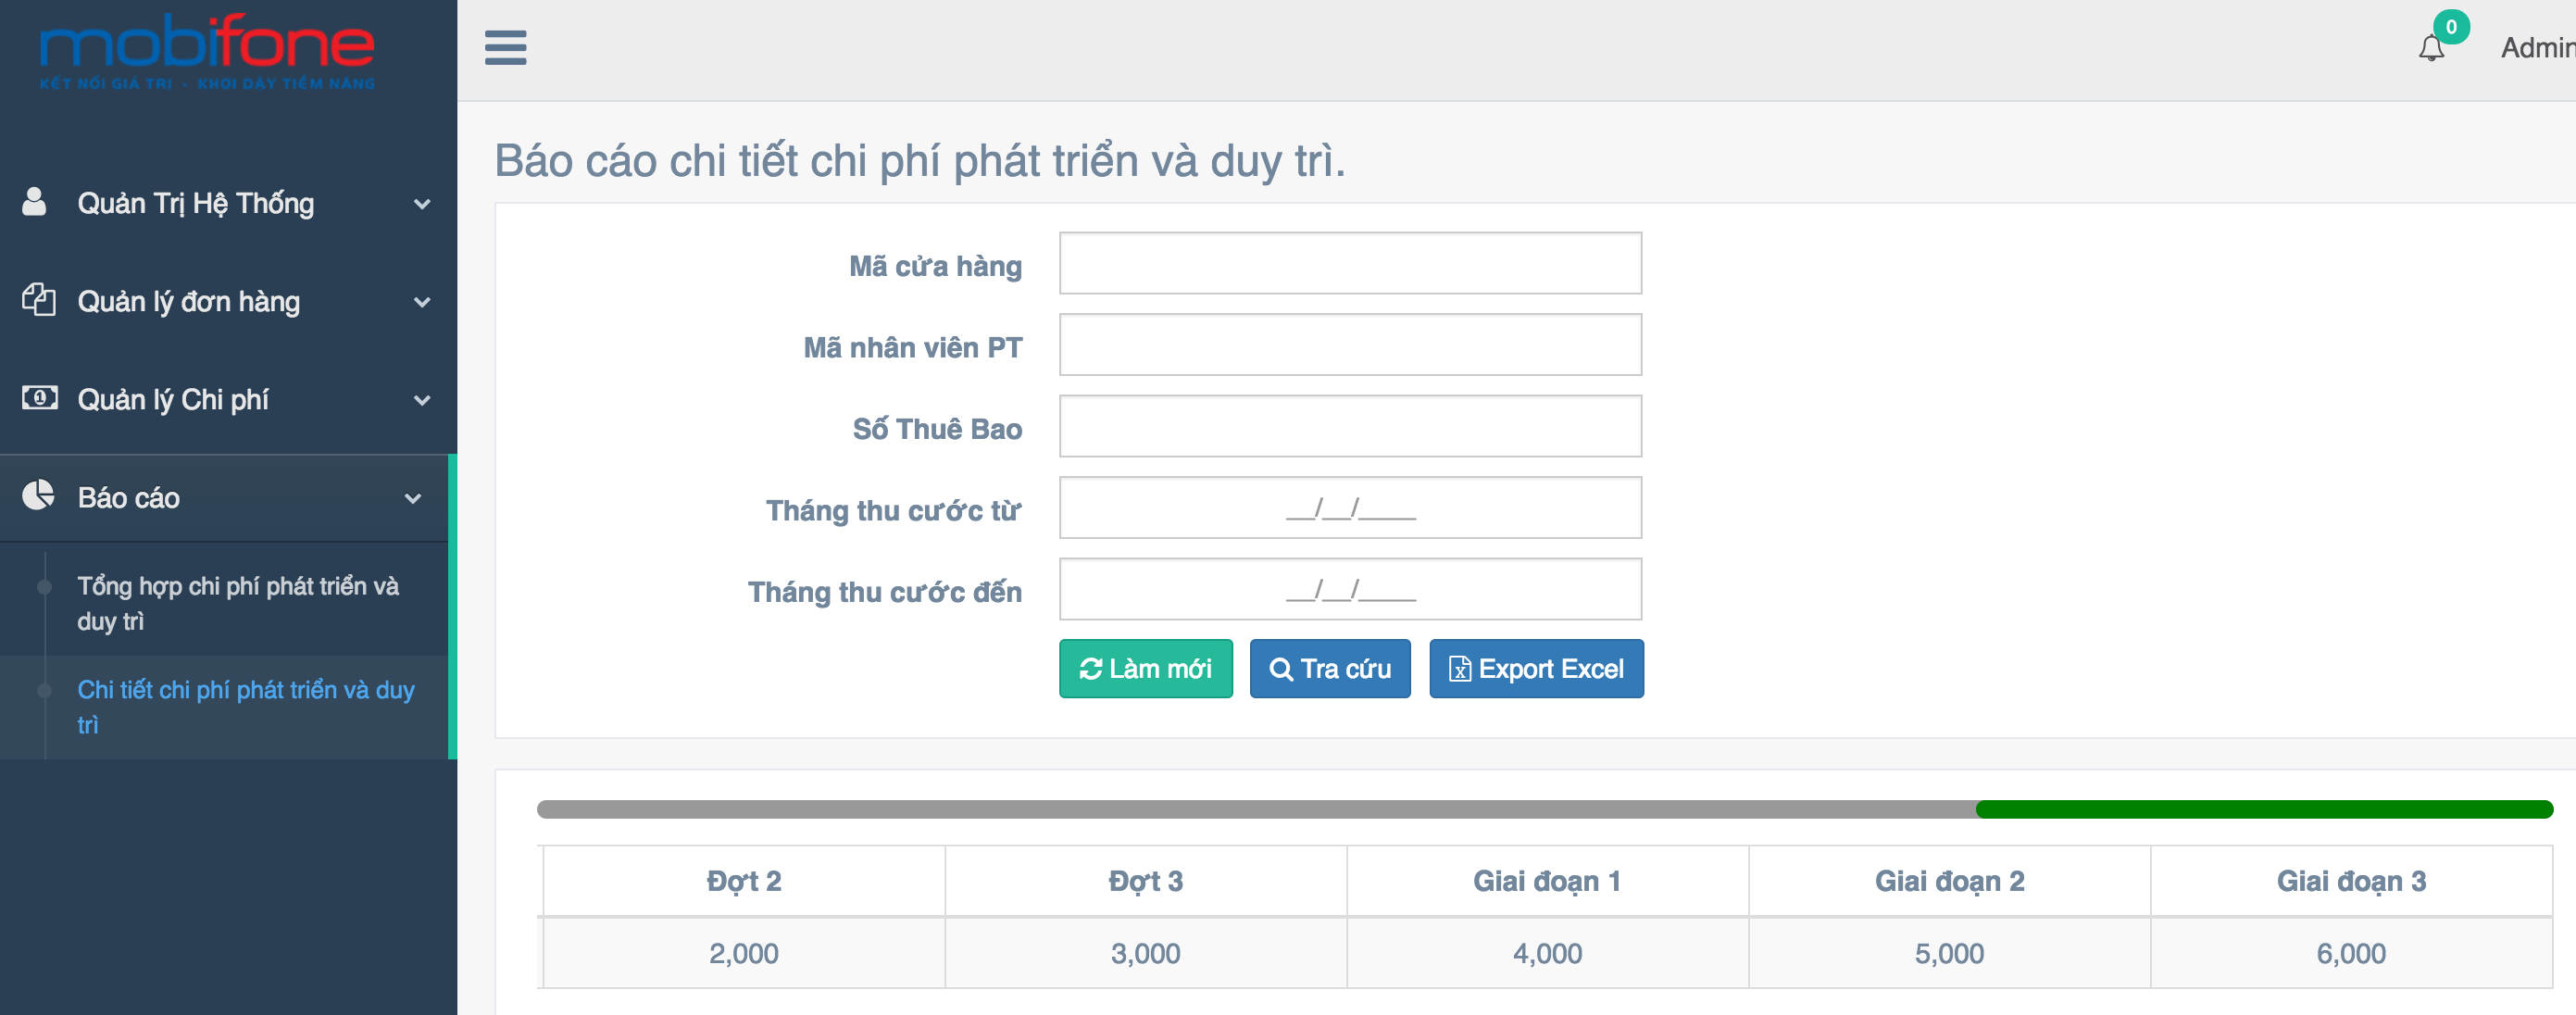 mobifone
KẾT NỐI GIÁ TRỊ - KHƠI DẬY TIỀM NĂNG
0
Admin
Báo cáo chi tiết chi phí phát triển và duy trì.
Quản Trị Hệ Thống
Quản lý đơn hàng
Quản lý Chi phí
Báo cáo
Tổng hợp chi phí phát triển và
duy trì
Chi tiết chi phí phát triển và duy
trì
Mã cửa hàng
Mã nhân viên PT
Số Thuê Bao
Tháng thu cước từ
__/__/____
Tháng thu cước đến
__/__/____
Làm mới
Tra cứu
Export Excel
Đợt 2 Đợt 3 Giai đoạn 1 Giai đoạn 2 Giai đoạn 3
2,000 3,000 4,000 5,000 6,000